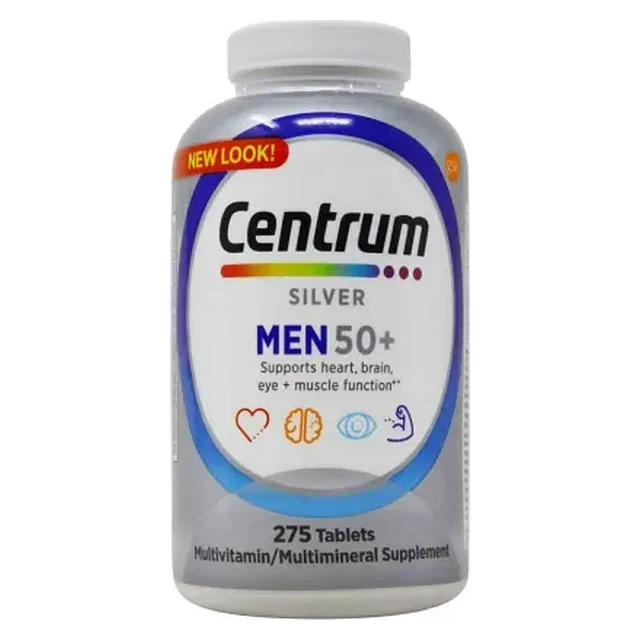 NEW LOOK!
Centrum
SILVER
MEN 50+
Supports heart, brain,
eye + muscle function**
275 Tablets
Multivitamin/Multimineral Supplement